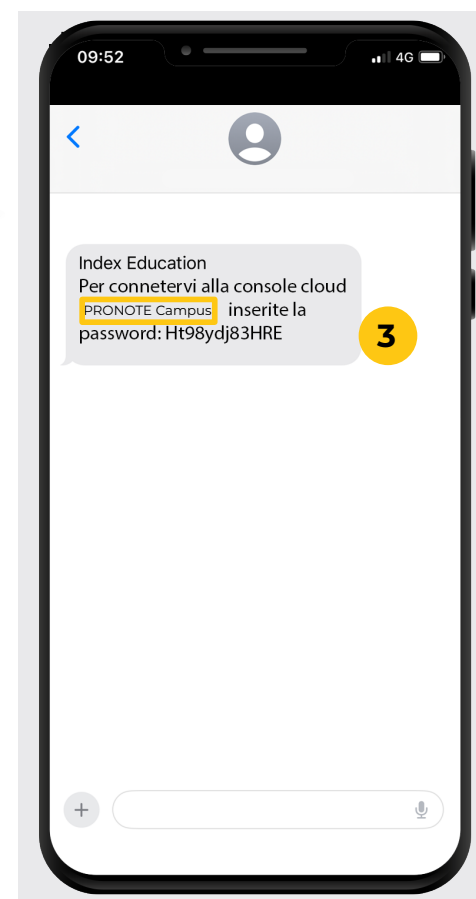 09:52
4G
Index Education
Per connetervi alla console cloud
PRONOTE Campus inserite la
password: Ht98ydj83HRE
3